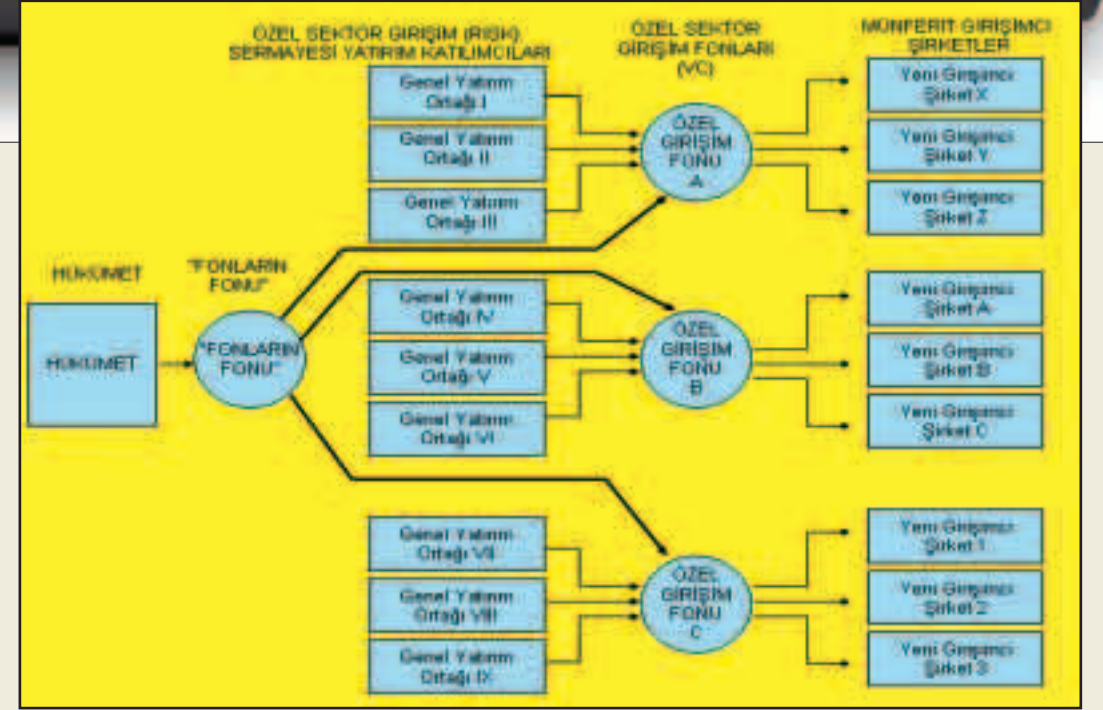 ÖZEL SEKTÖR GİRİŞİM (RİSK)
SERMAYESİ YATIRIM KATILIMCILARI
ÖZEL SEKTÖR
GİRİŞİM FONLARI
(VC)
MÜNFERİT GİRİŞİMCİ
ŞİRKETLER
Genel Yatırım
Ortağı I
Genel Yatırım
Ortağı II
Genel Yatırım
Ortağı III
ÖZEL
GİRİŞİM
FONU
A
Yeni Girişimci
Şirket X
Yeni Girişimci
Şirket Y
Yeni Girişimci
Şirket Z
HÜKÜMET
"FONLARIN
FONU"
HÜKÜMET
"FONLARIN
FONU"
Genel Yatırım
Ortağı IV
Genel Yatırım
Ortağı V
Genel Yatırım
Ortağı VI
ÖZEL
GİRİŞİM
FONU
B
Yeni Girişimci
Şirket A
Yeni Girişimci
Şirket B
Yeni Girişimci
Şirket C
Genel Yatırım
Ortağı VII
Genel Yatırım
Ortağı VIII
Genel Yatırım
Ortağı IX
ÖZEL
GİRİŞİM
FONU
C
Yeni Girişimci
Şirket 1
Yeni Girişimci
Şirket 2
Yeni Girişimci
Şirket 3